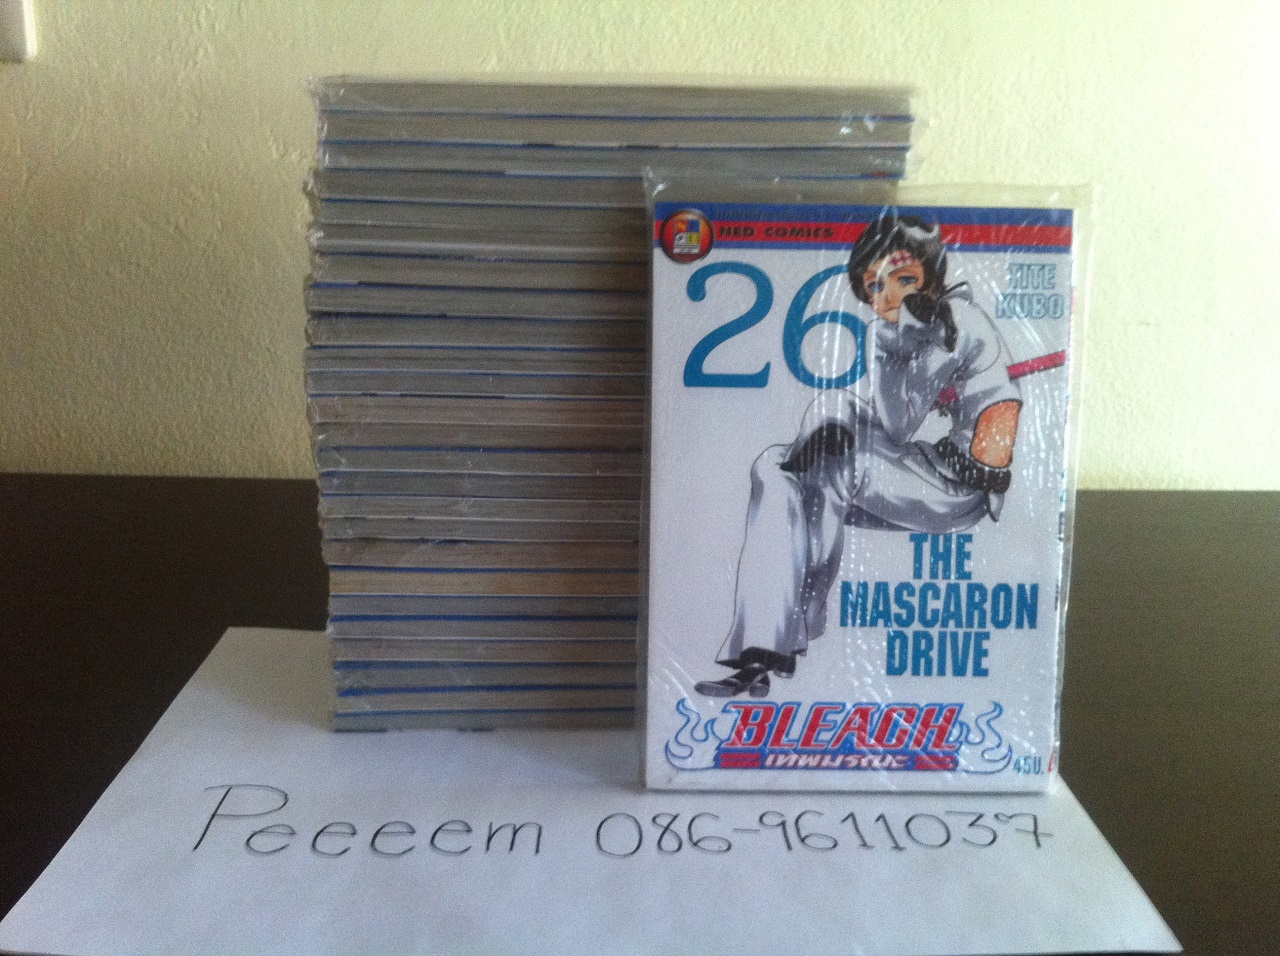 NED COMICS
26
TITE
KUBO
THE
MASCARON
DRIVE
BLEACH
เทพมรณะ
45บ.
Peeeem 086-9611037